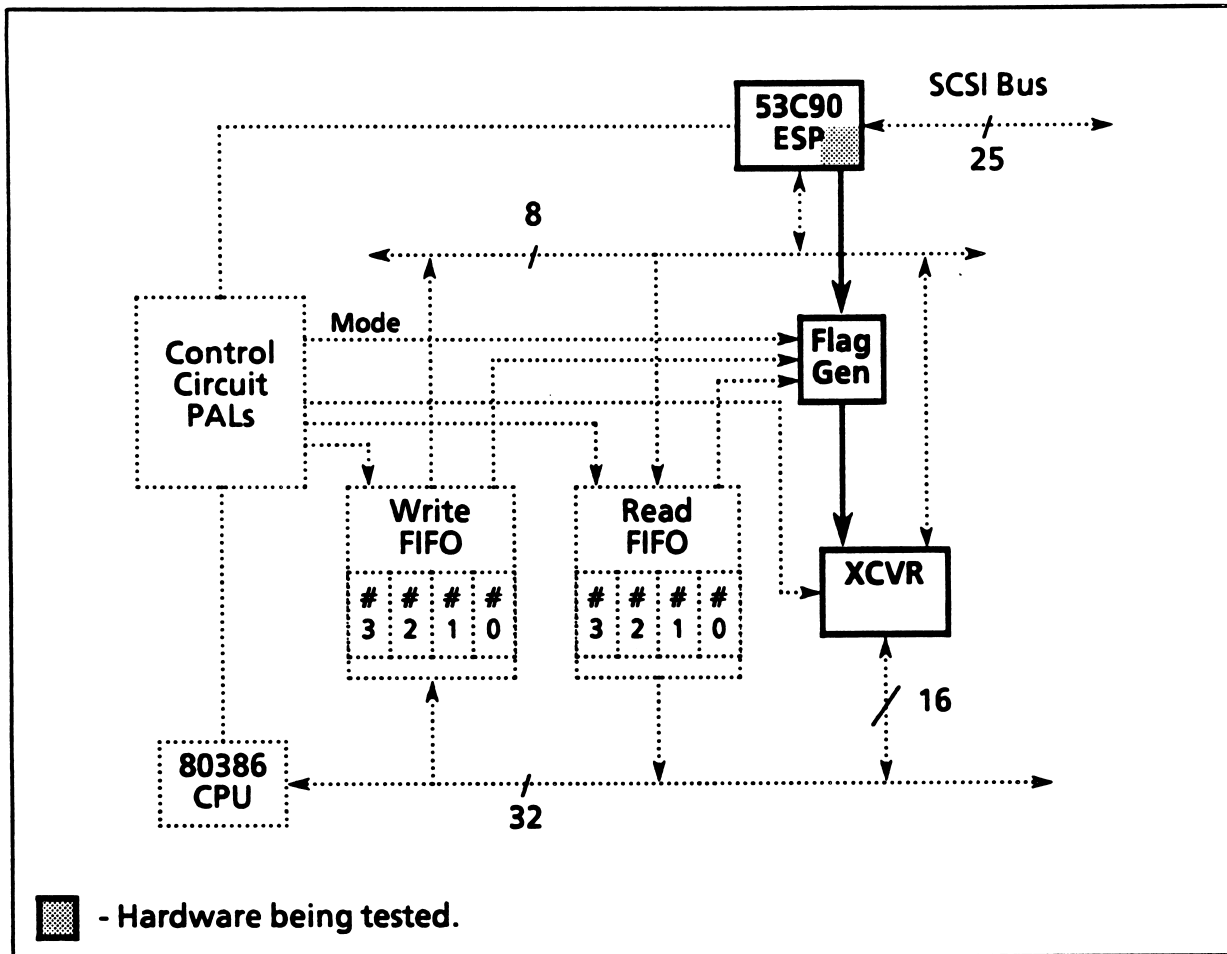 SCSI Bus
53C90
ESP
25
8
Mode
Control
Circuit
PALs
Flag
Gen
Write
FIFO
Read
FIFO
XCVR
# # # #
3 2 1 0
# # # #
3 2 1 0
16
80386
CPU
32
- Hardware being tested.